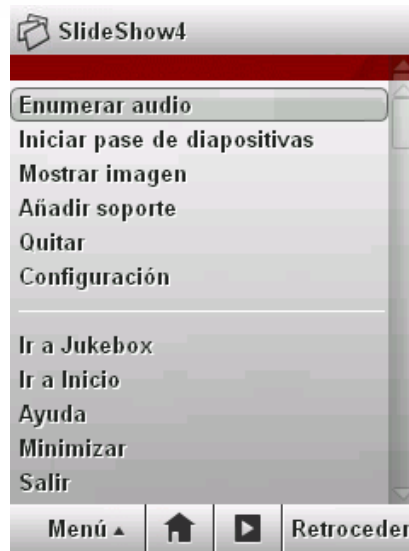 SlideShow4
Enumerar audio
Iniciar pase de diapositivas
Mostrar imagen
Añadir soporte
Quitar
Configuración
Ir a Jukebox
Ir a Inicio
Ayuda
Minimizar
Salir
Menú Retroceder